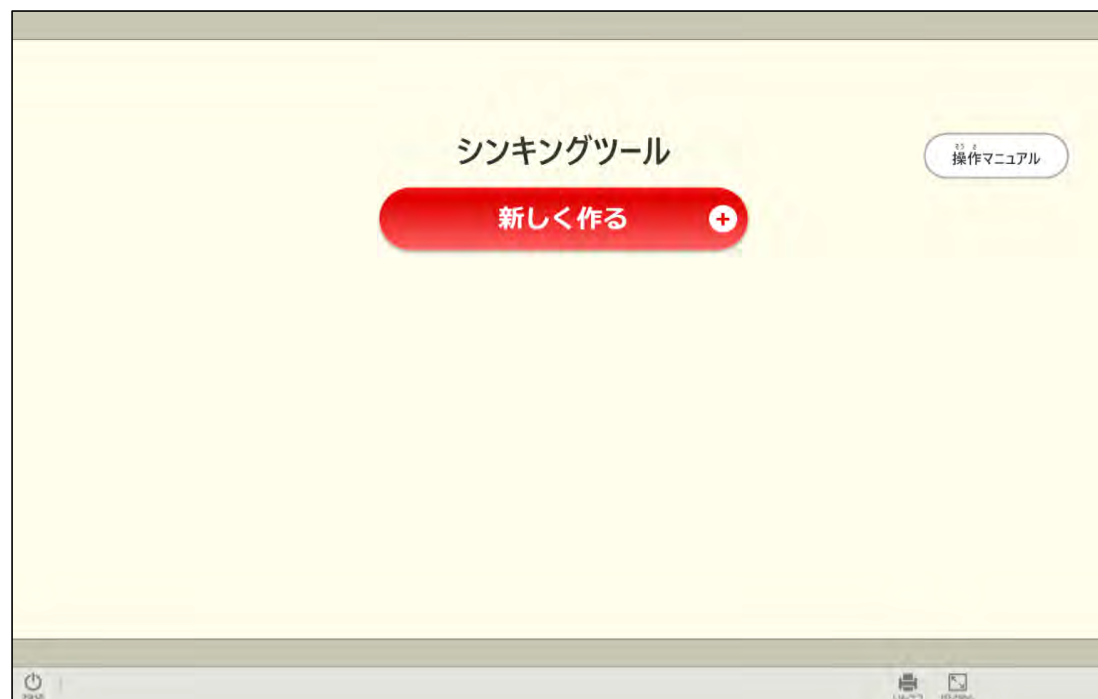 シンキングツール
操作マニュアル
新しく作る